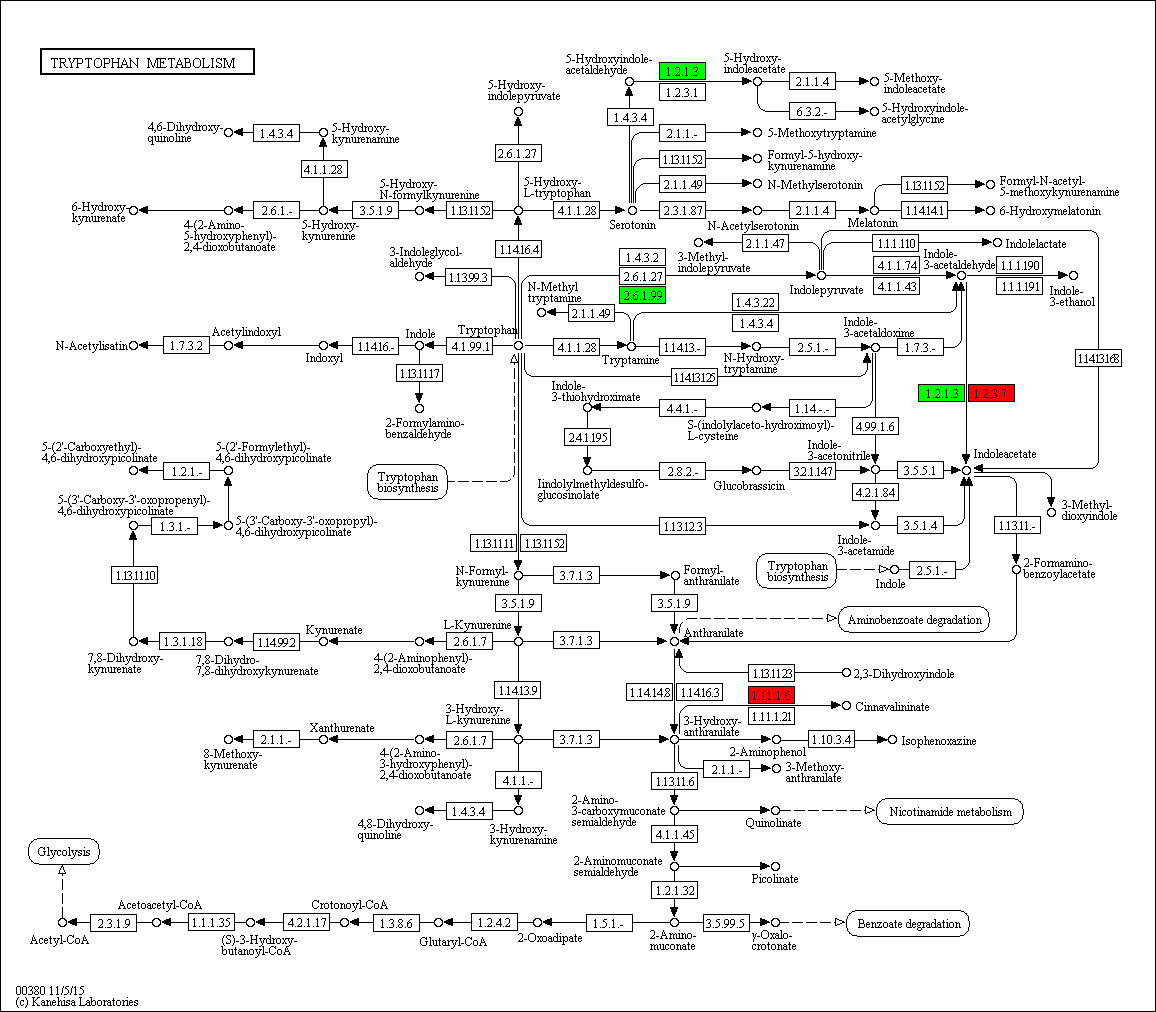 TRYPTOPHAN METABOLISM
5-Hydroxyindole-
acetaldehyde
1.2.1.3
1.2.3.1
5-Hydroxy-
indoleacetate
2.1.1.4
5-Methoxy-
indoleacetate
6.3.2.-
5-Hydroxyindole-
acetylglycine
5-Hydroxy-
indolepyruvate
1.4.3.4
2.1.1.-
5-Methoxytryptamine
4,6-Dihydroxy-
quinoline
1.4.3.4
5-Hydroxy-
kynurenamine
2.6.1.27
1.13.11.52
Formyl-5-hydroxy-
kynurenamine
4.1.1.28
2.1.1.49
N-Methylserotonin
1.13.11.52
Formyl-N-acetyl-
5-methoxykynurenamine
5-Hydroxy-
N-formylkynurenine
5-Hydroxy-
L-tryptophan
6-Hydroxy-
kynurenate
2.6.1.-
3.5.1.9
1.13.11.52
4.1.1.28
2.3.1.87
2.1.1.4
1.14.14.1
6-Hydroxymelatonin
4-(2-Amino-
5-hydroxyphenyl)-
2,4-dioxobutanoate
5-Hydroxy-
kynurenine
Serotonin
N-Acetylserotonin
Melatonin
1.14.16.4
2.1.1.47
3-Methyl-
indolepyruvate
1.1.1.110
Indolelactate
3-Indoleglycol-
aldehyde
1.13.99.3
1.4.3.2
2.6.1.27
2.6.1.99
Indolepyruvate
4.1.1.74
4.1.1.43
Indole-
3-acetaldehyde
1.1.1.190
1.1.1.191
Indole-
3-ethanol
N-Methyl
tryptamine
2.1.1.49
1.4.3.22
1.4.3.4
Indole-
3-acetaldoxime
N-Acetylisatin
1.7.3.2
Acetylindoxyl
Indoxyl
1.14.16.-
Indole
4.1.99.1
Tryptophan
4.1.1.28
Tryptamine
1.14.13.-
N-Hydroxy-
tryptamine
2.5.1.-
1.7.3.-
1.14.13.168
1.13.11.17
2-Formylamino-
benzaldehyde
1.14.13.125
1.2.1.3
1.2.3.7
Indole-
3-thiohydroximate
4.4.1.-
1.14.-.-
S-(indolylaceto-hydroximoyl)-
L-cysteine
4.99.1.6
2.4.1.195
5-(2'-Carboxyethyl)-
4,6-dihydroxypicolinate
5-(2'-Formylethyl)-
4,6-dihydroxypicolinate
1.2.1.-
Tryptophan
biosynthesis
Iindolylmethyldesulfo-
glucosinolate
2.8.2.-
Glucobrassicin
3.2.1.147
Indole-
3-acetonitrile
3.5.5.1
Indoleacetate
4.2.1.84
5-(3'-Carboxy-3'-oxopropenyl)-
4,6-dihydroxypicolinate
1.3.1.-
5-(3'-Carboxy-3'-oxopropyl)-
4,6-dihydroxypicolinate
1.13.12.3
3.5.1.4
Indole-
3-acetamide
1.13.11.-
3-Methyl-
dioxyindole
1.13.11.11
1.13.11.52
1.13.11.10
N-Formyl-
kynurenine
3.7.1.3
Formyl-
anthranilate
Tryptophan
biosynthesis
Indole
2.5.1.-
2-Formamino-
benzoylacetate
3.5.1.9
3.5.1.9
Aminobenzoate degradation
7,8-Dihydroxy-
kynurenate
1.3.1.18
7,8-Dihydro-
7,8-dihydroxykynurenate
1.14.99.2
Kynurenate
4-(2-Aminophenyl)-
2,4-dioxobutanoate
2.6.1.7
L-Kynurenine
3.7.1.3
Anthranilate
1.13.11.23
2,3-Dihydroxyindole
1.14.13.9
1.14.14.8
1.14.16.3
1.11.1.6
1.11.1.21
Cinnavalininate
3-Hydroxy-
L-kynurenine
3-Hydroxy-
anthranilate
8-Methoxy-
kynurenate
2.1.1.-
Xanthurenate
4-(2-Amino-
3-hydroxyphenyl)-
2,4-dioxobutanoate
2.6.1.7
3.7.1.3
2-Aminophenol
1.10.3.4
Isophenoxazine
2.1.1.-
3-Methoxy-
anthranilate
4.1.1.-
1.13.11.6
4,8-Dihydroxy-
quinoline
1.4.3.4
3-Hydroxy-
kynurenamine
2-Amino-
3-carboxymuconate
semialdehyde
Quinolinate
Nicotinamide metabolism
4.1.1.45
Glycolysis
2-Aminomuconate
semialdehyde
Picolinate
1.2.1.32
Acetyl-CoA
2.3.1.9
Acetoacetyl-CoA
1.1.1.35
(S)-3-Hydroxy-
butanoyl-CoA
4.2.1.17
Crotonoyl-CoA
1.3.8.6
Glutaryl-CoA
1.2.4.2
2-Oxoadipate
1.5.1.-
2-Amino-
muconate
3.5.99.5
γ-Oxalo-
crotonate
Benzoate degradation
00380 11/5/15
(c) Kanehisa Laboratories